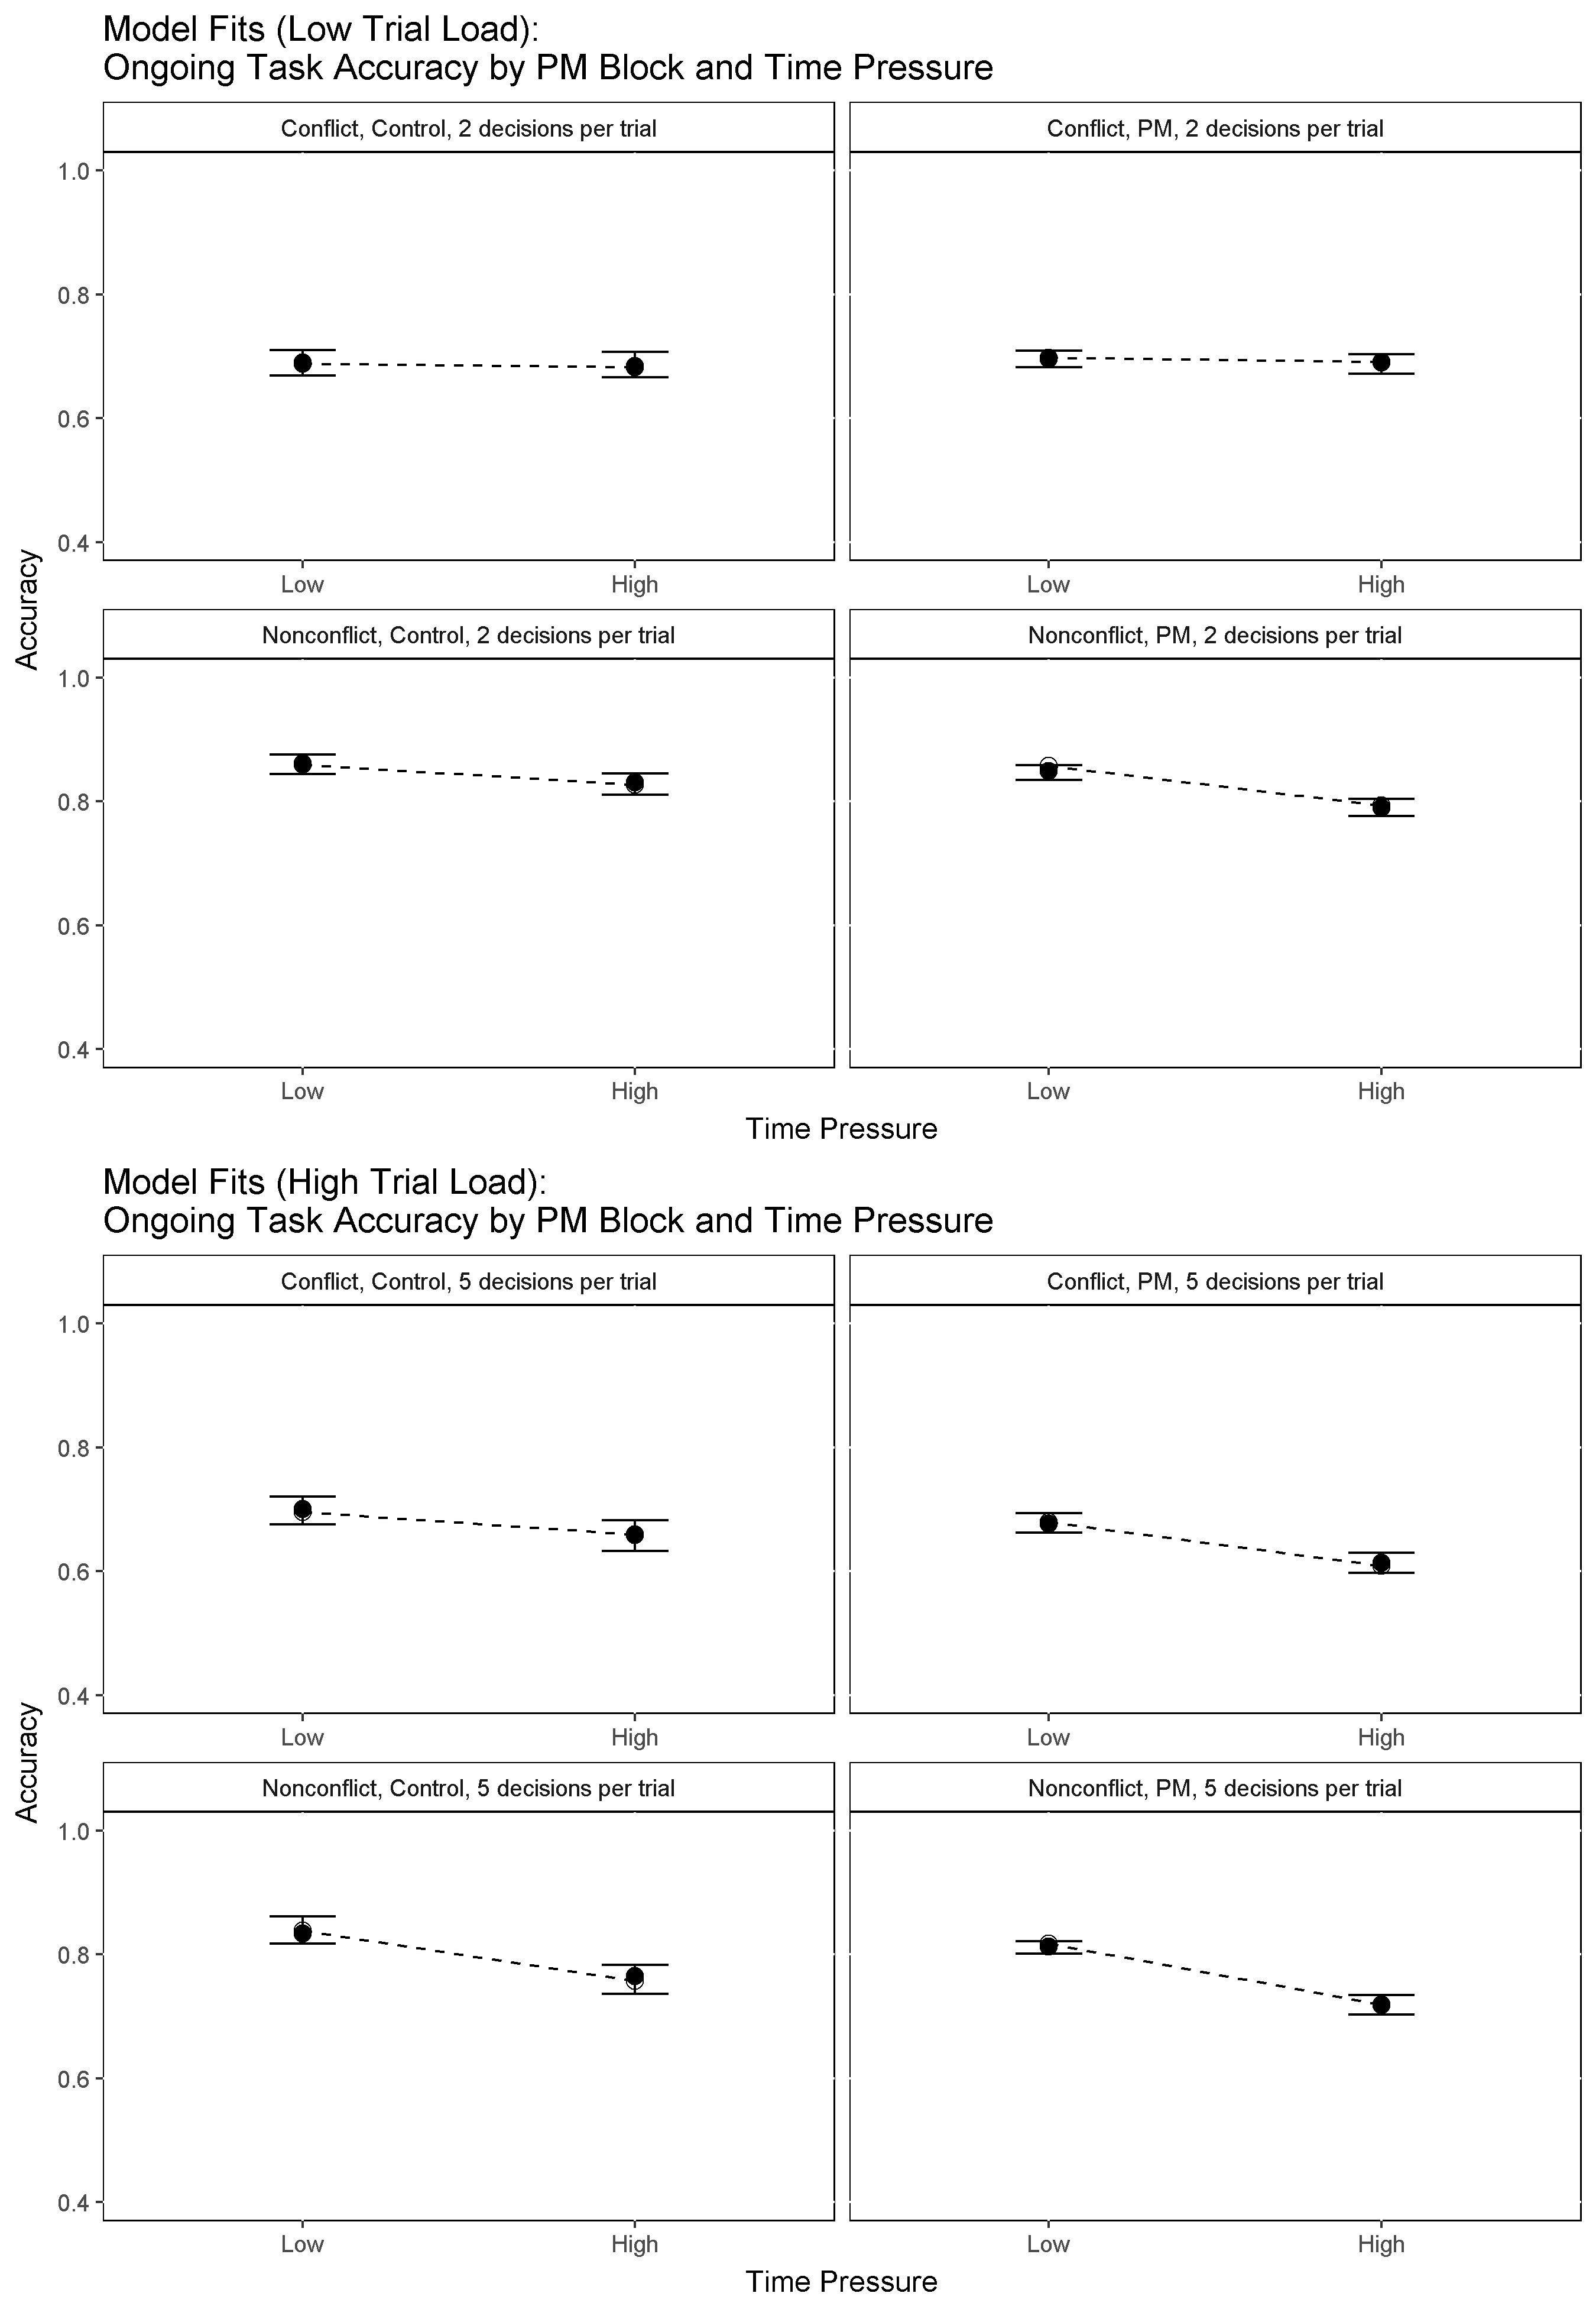 Model Fits (Low Trial Load):
Ongoing Task Accuracy by PM Block and Time Pressure
Conflict, Control, 2 decisions per trial
Conflict, PM, 2 decisions per trial
1.0
0.8
0.6
0.4
Low
High
Low
High
Accuracy
Nonconflict, Control, 2 decisions per trial
Nonconflict, PM, 2 decisions per trial
1.0
0.8
0.6
0.4
Low
High
Low
High
Time Pressure
Model Fits (High Trial Load):
Ongoing Task Accuracy by PM Block and Time Pressure
Conflict, Control, 5 decisions per trial
Conflict, PM, 5 decisions per trial
1.0
0.8
0.6
0.4
Low
High
Low
High
Accuracy
Nonconflict, Control, 5 decisions per trial
Nonconflict, PM, 5 decisions per trial
1.0
0.8
0.6
0.4
Low
High
Low
High
Time Pressure